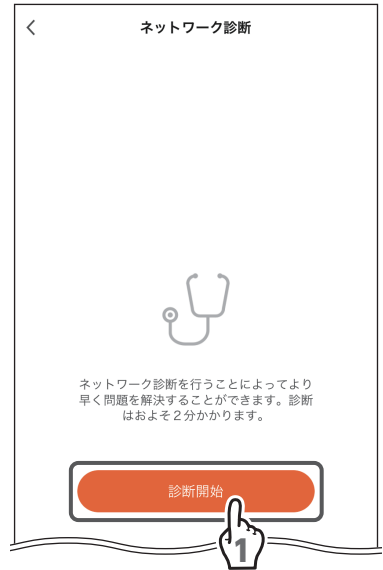 ネットワーク診断
ネットワーク診断を行うことによってより
早く問題を解決することができます。診断
はおよそ2分かかります。
診断開始
1